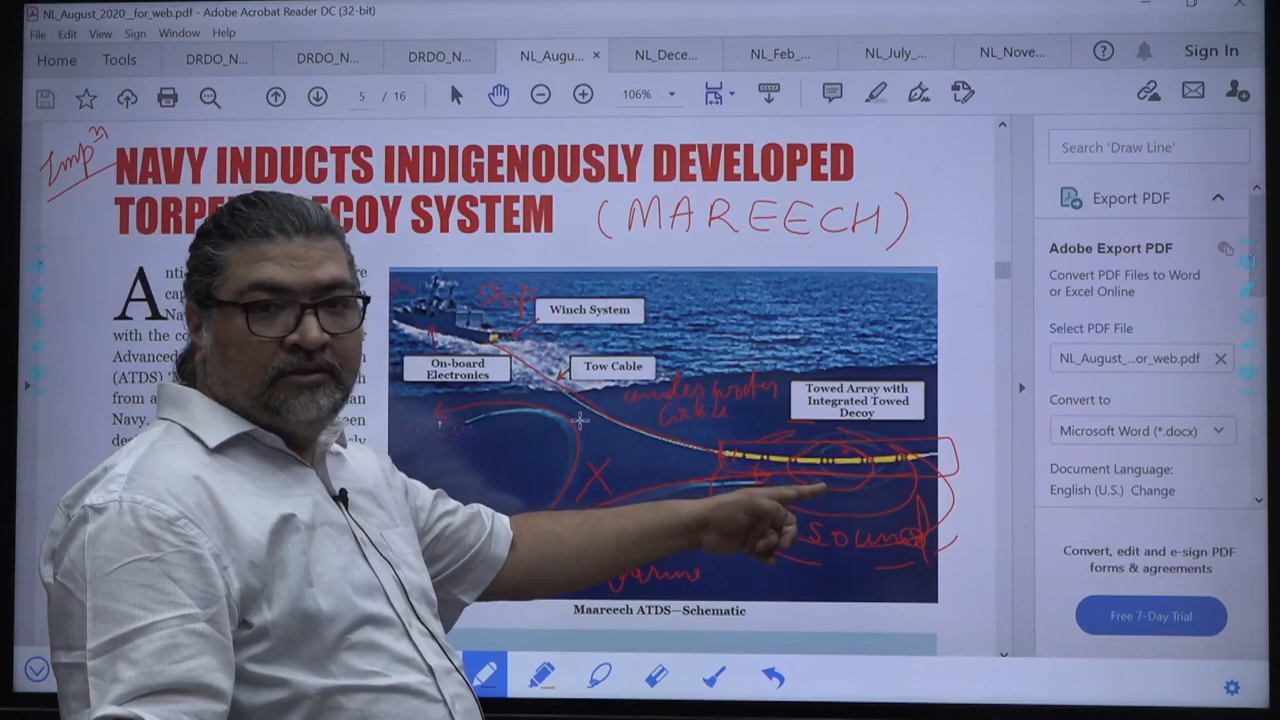 NL_August_2020__for_web.pdf - Adobe Acrobat Reader DC (32-bit)
File Edit View Sign Window Help
Home Tools DRDO_N... DRDO_N... DRDO_N... NL_Augu... × NL_Dece... NL_Feb_... NL_July_... NL_Nove... Sign In
5 / 16 106%
Imp
NAVY INDUCTS INDIGENOUSLY DEVELOPED
COY SYSTEM (MAREECH)
A
with the
Advanced
(ATDS)
from a
Navy.
Ship
Winch System
On-board
Electronics
Tow Cable
under water
Cable
Towed Array with
Integrated Towed
Decoy
X
Sound
Maareech ATDS—Schematic
Search 'Draw Line'
Export PDF
Adobe Export PDF
Convert PDF Files to Word
or Excel Online
Select PDF File
NL_August_...or_web.pdf
Convert to
Microsoft Word (*.docx)
Document Language:
English (U.S.) Change
Convert, edit and e-sign PDF
forms & agreements
Free 7-Day Trial